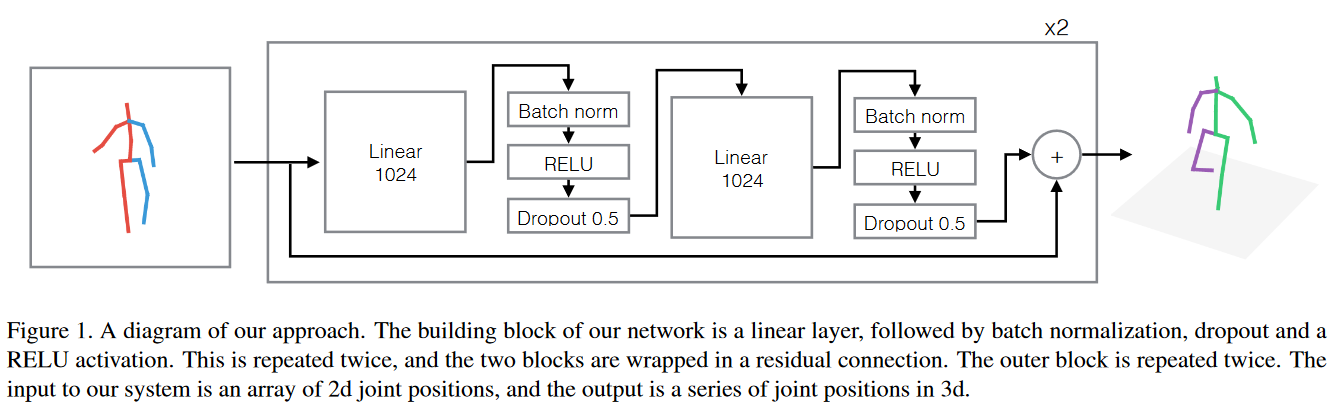 x2
Linear
1024
Batch norm
RELU
Dropout 0.5
Linear
1024
Batch norm
RELU
Dropout 0.5
+
Figure 1. A diagram of our approach. The building block of our network is a linear layer, followed by batch normalization, dropout and a
RELU activation. This is repeated twice, and the two blocks are wrapped in a residual connection. The outer block is repeated twice. The
input to our system is an array of 2d joint positions, and the output is a series of joint positions in 3d.